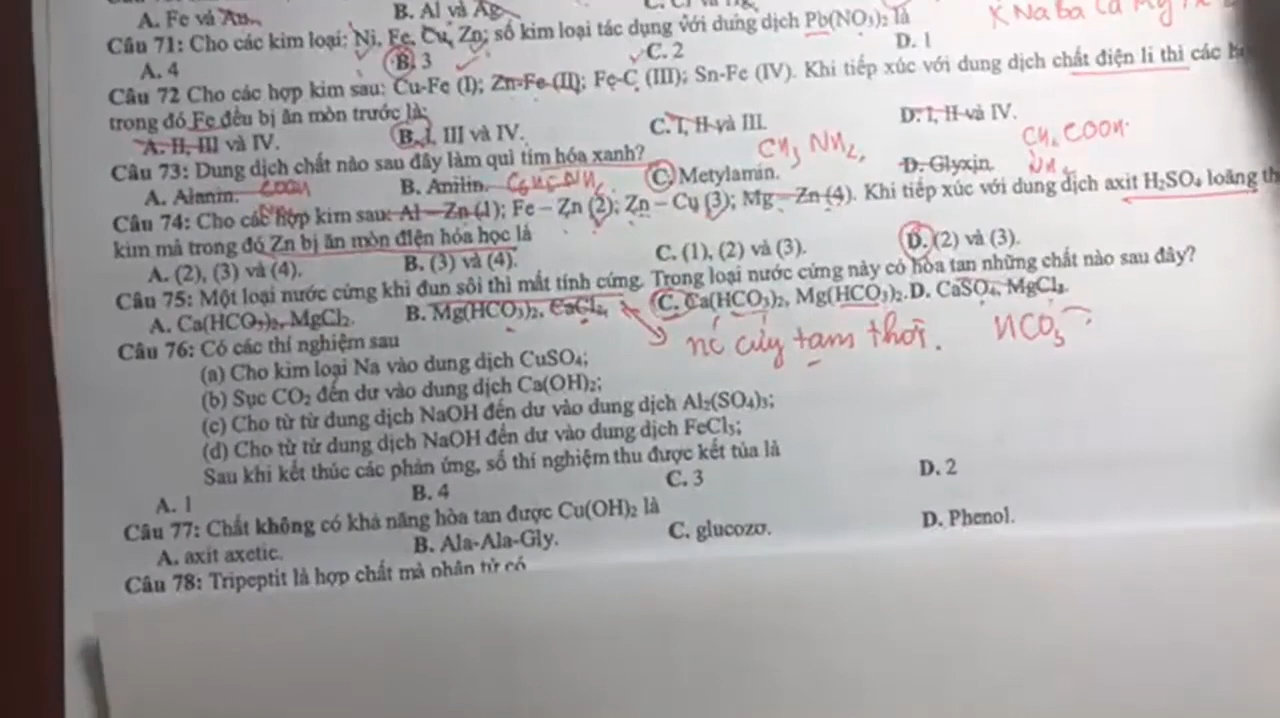 A. Fe và Au. B. Al và Ag K Na Ba Ca Mg
Câu 71: Cho các kim loại: Ni, Fe, Cu, Zn; số kim loại tác dụng với dung dịch Pb(NO₃)₂ là
A. 4 B. 3 C. 2 D. 1
Câu 72 Cho các hợp kim sau: Cu-Fe (I); Zn-Fe (II); Fe-C (III); Sn-Fe (IV). Khi tiếp xúc với dung dịch chất điện li thì các
trong đó Fe đều bị ăn mòn trước là:
A. II, III và IV. B. I, III và IV. C. I, II và III. D. I, II và IV.
CH₃ NH₂, CH₂ COOH
Câu 73: Dung dịch chất nào sau đây làm quì tím hóa xanh?
A. Alanin. COOH B. Anilin. C. Metylamin. D. Glyxin. NH₂
Câu 74: Cho các hợp kim sau: Al – Zn (1); Fe – Zn (2); Zn – Cu (3); Mg – Zn (4). Khi tiếp xúc với dung dịch axit H₂SO₄ loãng
kim mà trong đó Zn bị ăn mòn điện hóa học là
A. (2), (3) và (4). B. (3) và (4). C. (1), (2) và (3). D. (2) và (3).
Câu 75: Một loại nước cứng khi đun sôi thì mất tính cứng. Trong loại nước cứng này có hòa tan những chất nào sau đây?
A. Ca(HCO₃)₂, MgCl₂. B. Mg(HCO₃)₂, CaCl₂. C. Ca(HCO₃)₂, Mg(HCO₃)₂. D. CaSO₄, MgCl₂.
nc cứng tạm thời. HCO₃⁻
Câu 76: Có các thí nghiệm sau
(a) Cho kim loại Na vào dung dịch CuSO₄;
(b) Sục CO₂ đến dư vào dung dịch Ca(OH)₂;
(c) Cho từ từ dung dịch NaOH đến dư vào dung dịch Al₂(SO₄)₃;
(d) Cho từ từ dung dịch NaOH đến dư vào dung dịch FeCl₃;
Sau khi kết thúc các phản ứng, số thí nghiệm thu được kết tủa là
A. 1 B. 4 C. 3 D. 2
Câu 77: Chất không có khả năng hòa tan được Cu(OH)₂ là
A. axit axetic. B. Ala-Ala-Gly. C. glucozơ. D. Phenol.
Câu 78: Tripeptit là hợp chất mà phân tử có